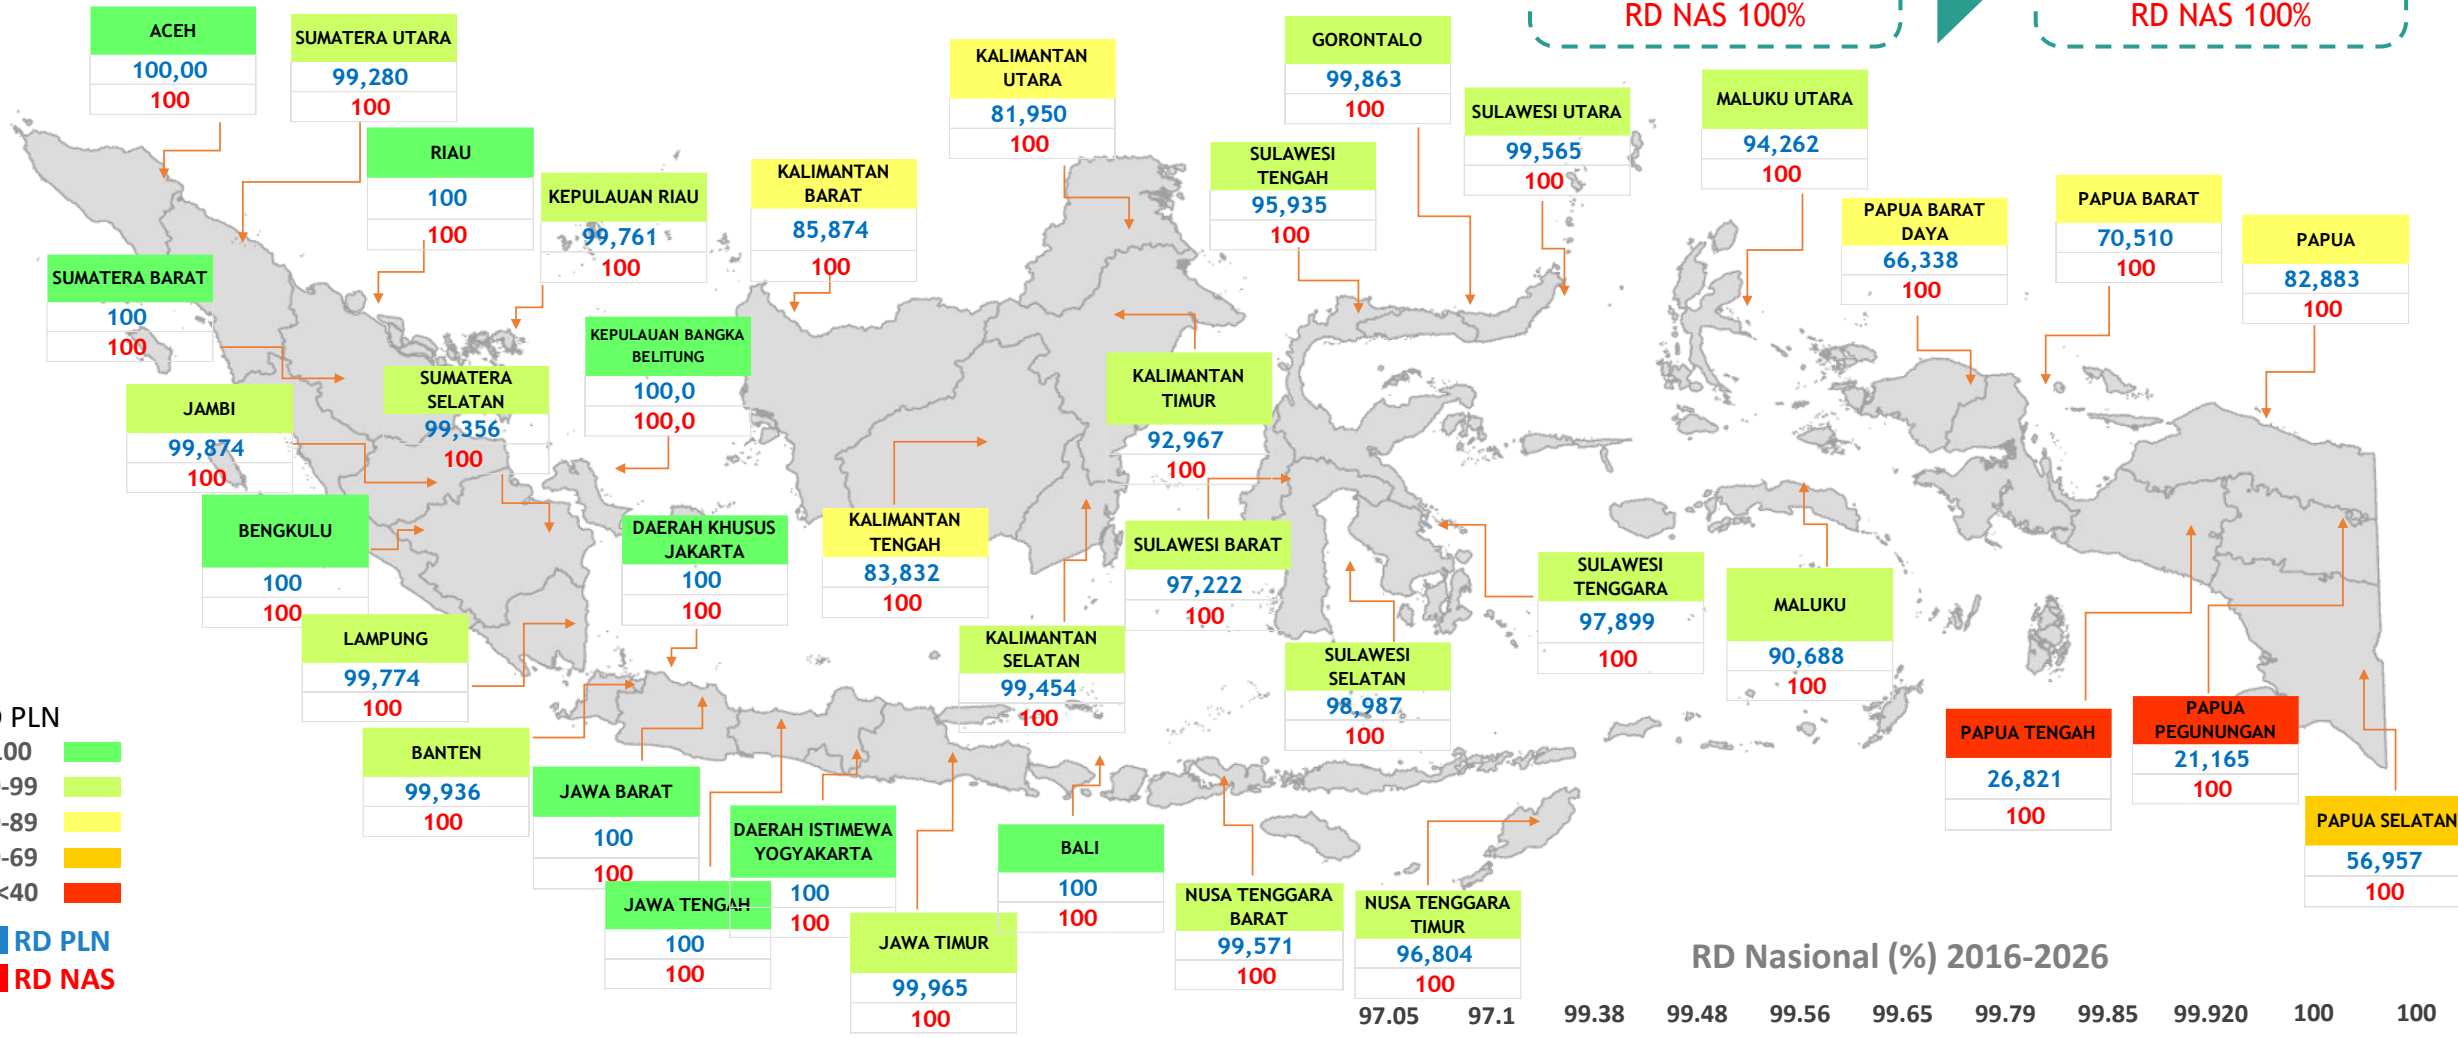 RD NAS 100%
RD NAS 100%
ACEH
100,00
100
SUMATERA UTARA
99,280
100
RIAU
100
100
KEPULAUAN RIAU
99,761
100
SUMATERA BARAT
100
100
JAMBI
99,874
100
SUMATERA
SELATAN
99,356
100
KEPULAUAN BANGKA
BELITUNG
100,0
100,0
BENGKULU
100
100
LAMPUNG
99,774
100
DAERAH KHUSUS
JAKARTA
100
100
BANTEN
99,936
100
JAWA BARAT
100
100
JAWA TENGAH
100
100
DAERAH ISTIMEWA
YOGYAKARTA
100
100
JAWA TIMUR
99,965
100
BALI
100
100
NUSA TENGGARA
BARAT
99,571
100
NUSA TENGGARA
TIMUR
96,804
100
KALIMANTAN
BARAT
85,874
100
KALIMANTAN
UTARA
81,950
100
KALIMANTAN
TENGAH
83,832
100
KALIMANTAN
SELATAN
99,454
100
KALIMANTAN
TIMUR
92,967
100
GORONTALO
99,863
100
SULAWESI
TENGAH
95,935
100
SULAWESI UTARA
99,565
100
SULAWESI BARAT
97,222
100
SULAWESI
SELATAN
98,987
100
SULAWESI
TENGGARA
97,899
100
MALUKU UTARA
94,262
100
MALUKU
90,688
100
PAPUA BARAT
DAYA
66,338
100
PAPUA BARAT
70,510
100
PAPUA
82,883
100
PAPUA TENGAH
26,821
100
PAPUA
PEGUNUNGAN
21,165
100
PAPUA SELATAN
56,957
100
PLN
00
-99
-89
-69
<40
RD PLN
RD NAS
RD Nasional (%) 2016-2026
97.05 97.1 99.38 99.48 99.56 99.65 99.79 99.85 99.920 100 100